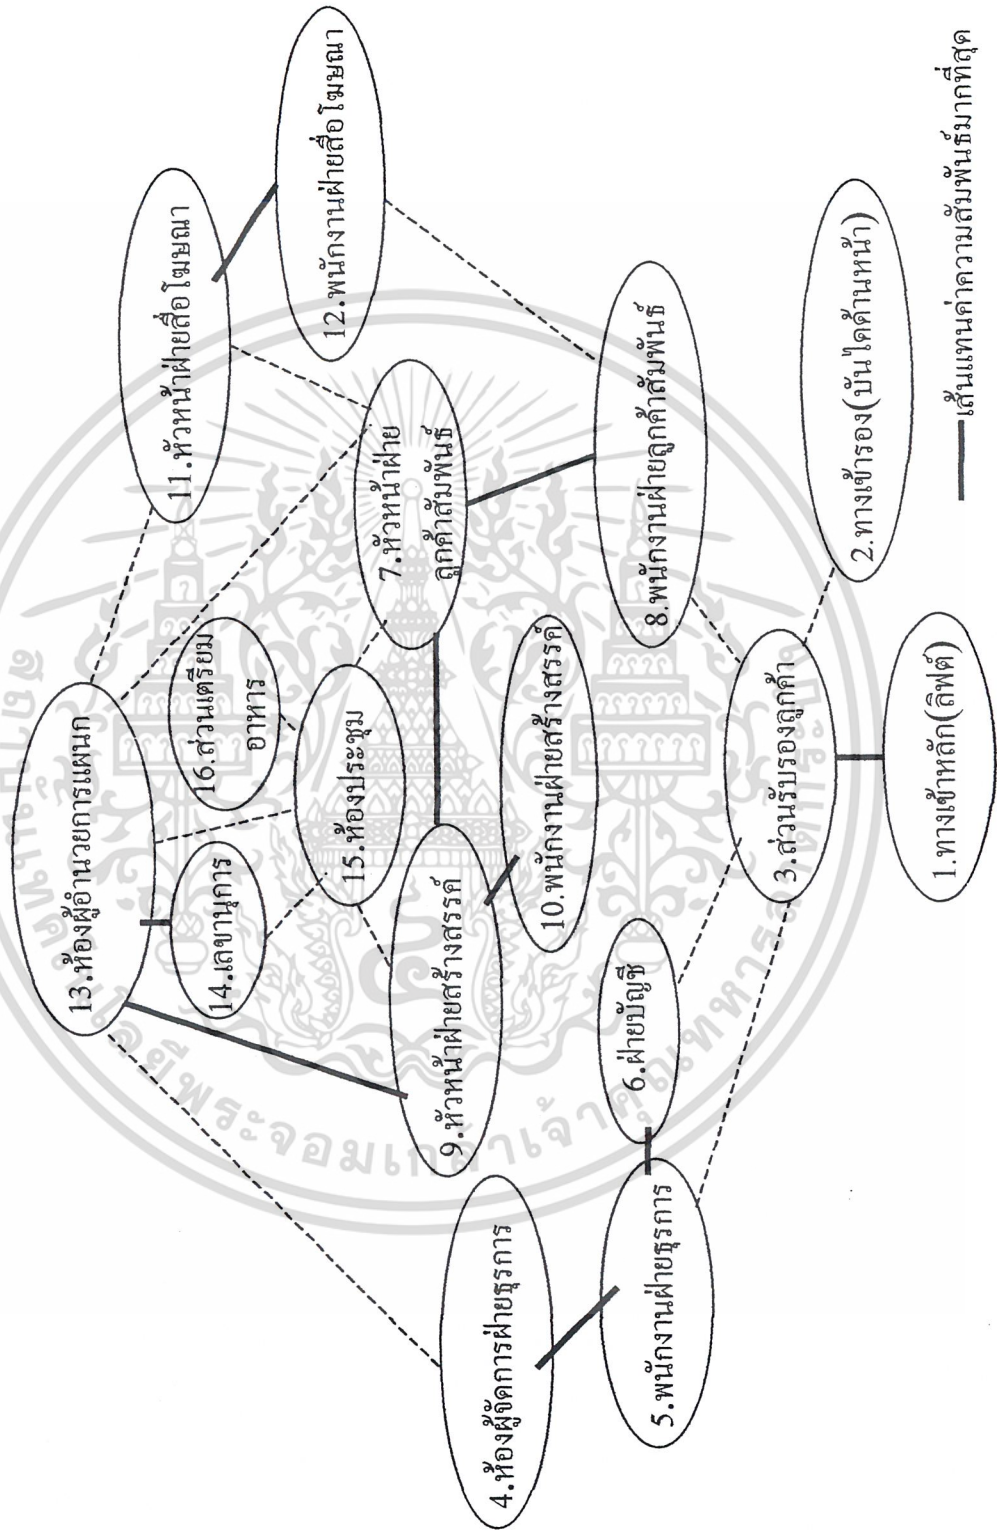 13.ห้องผู้อำนวยการแผนก
14.เลขานุการ
16.ส่วนเตรียม
อาหาร
11.หัวหน้าฝ่ายสื่อโฆษณา
12.พนักงานฝ่ายสื่อโฆษณา
15.ห้องประชุม
7.หัวหน้าฝ่าย
ลูกค้าสัมพันธ์
9.หัวหน้าฝ่ายสร้างสรรค์
10.พนักงานฝ่ายสร้างสรรค์
4.ห้องผู้จัดการฝ่ายธุรการ
5.พนักงานฝ่ายธุรการ
6.ฝ่ายบัญชี
8.พนักงานฝ่ายลูกค้าสัมพันธ์
3.ส่วนรับรองลูกค้า
2.ทางเข้ารอง(บันไดด้านหน้า)
1.ทางเข้าหลัก(ลิฟต์)
เส้นแทนค่าความสัมพันธ์มากที่สุด